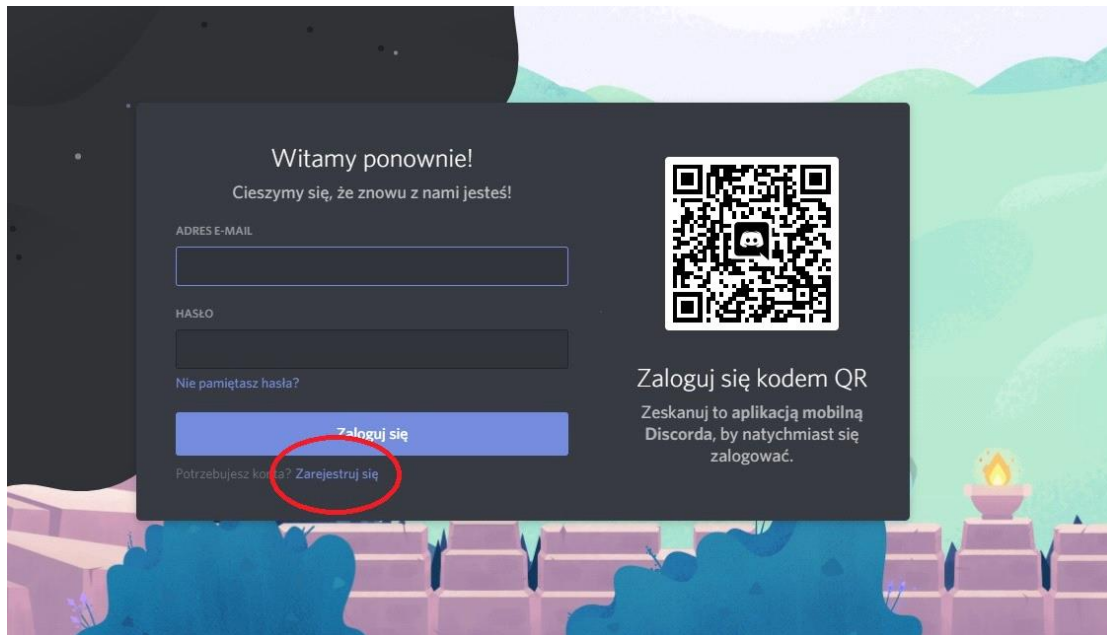 Witamy ponownie!
Cieszymy się, że znowu z nami jesteś!
ADRES E-MAIL
HASŁO
Nie pamiętasz hasła?
Zaloguj się
Potrzebujesz konta? Zarejestruj się
Zaloguj się kodem QR
Zeskanuj to aplikacją mobilną
Discorda, by natychmiast się
zalogować.